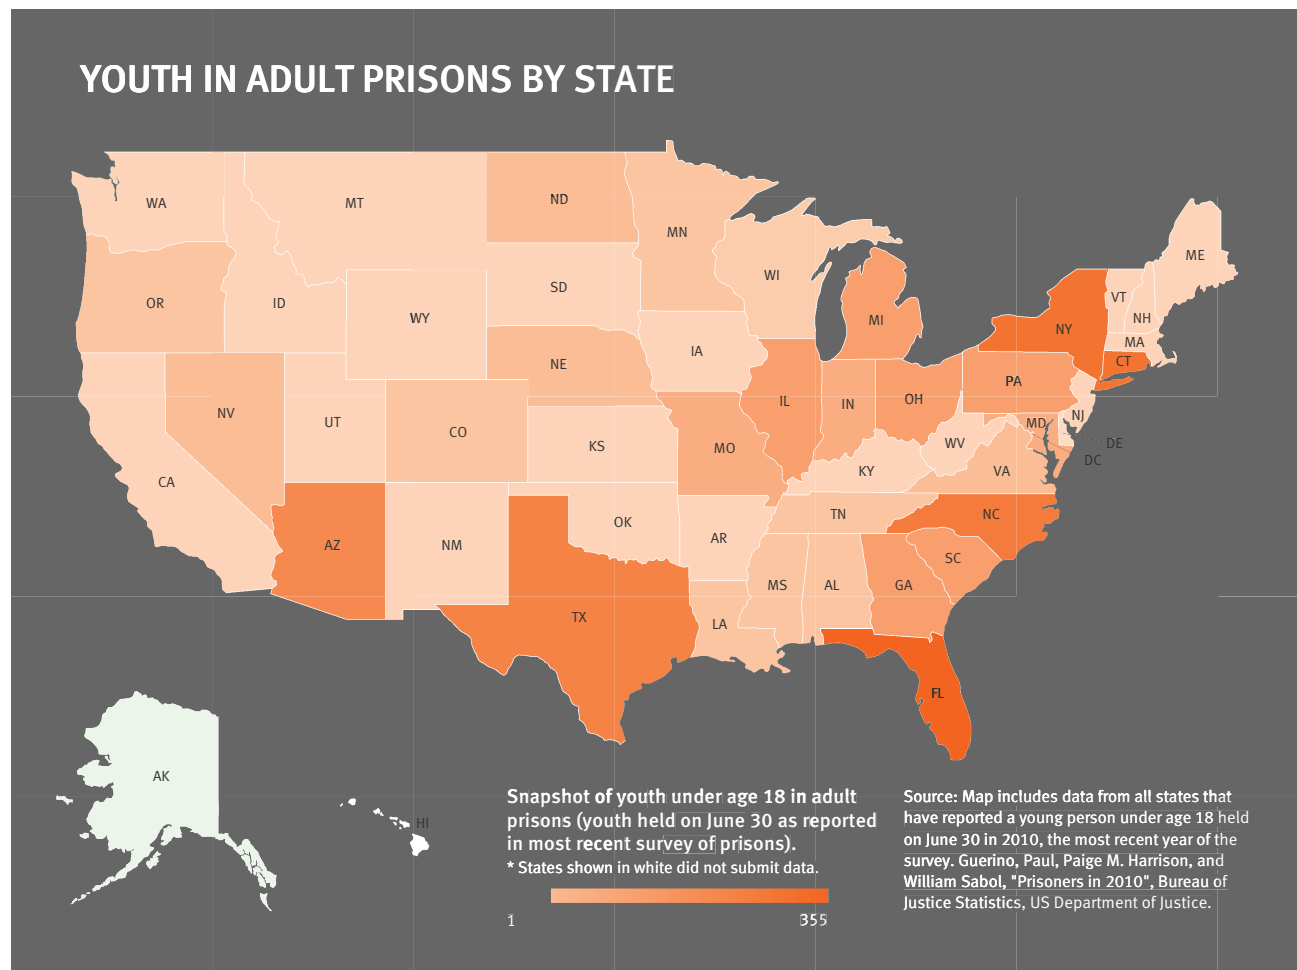 YOUTH IN ADULT PRISONS BY STATE
WA
MT
ND
MN
OR
ID
WY
SD
WI
MI
ME
VT
NH
NY
MA
CT
IA
NE
PA
NV
UT
CO
IL
IN
OH
NJ
MD
DE
DC
CA
KS
MO
KY
WV
VA
AZ
NM
OK
AR
TN
NC
SC
TX
LA
MS
AL
GA
FL
AK
HI
Snapshot of youth under age 18 in adult
prisons (youth held on June 30 as reported
in most recent survey of prisons).
* States shown in white did not submit data.
1 355
Source: Map includes data from all states that
have reported a young person under age 18 held
on June 30 in 2010, the most recent year of the
survey. Guerino, Paul, Paige M. Harrison, and
William Sabol, "Prisoners in 2010", Bureau of
Justice Statistics, US Department of Justice.